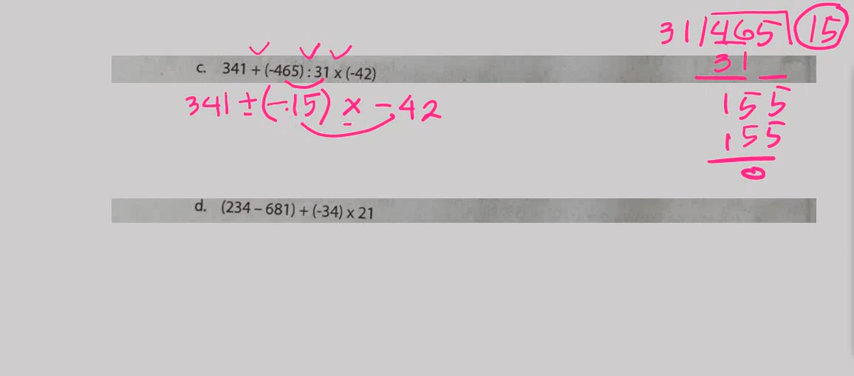 31 465 15
31
c. 341 + (-465) : 31 x (-42)
341 + (-15) x -42
155
155
0
d. (234 – 681) + (-34) x 21